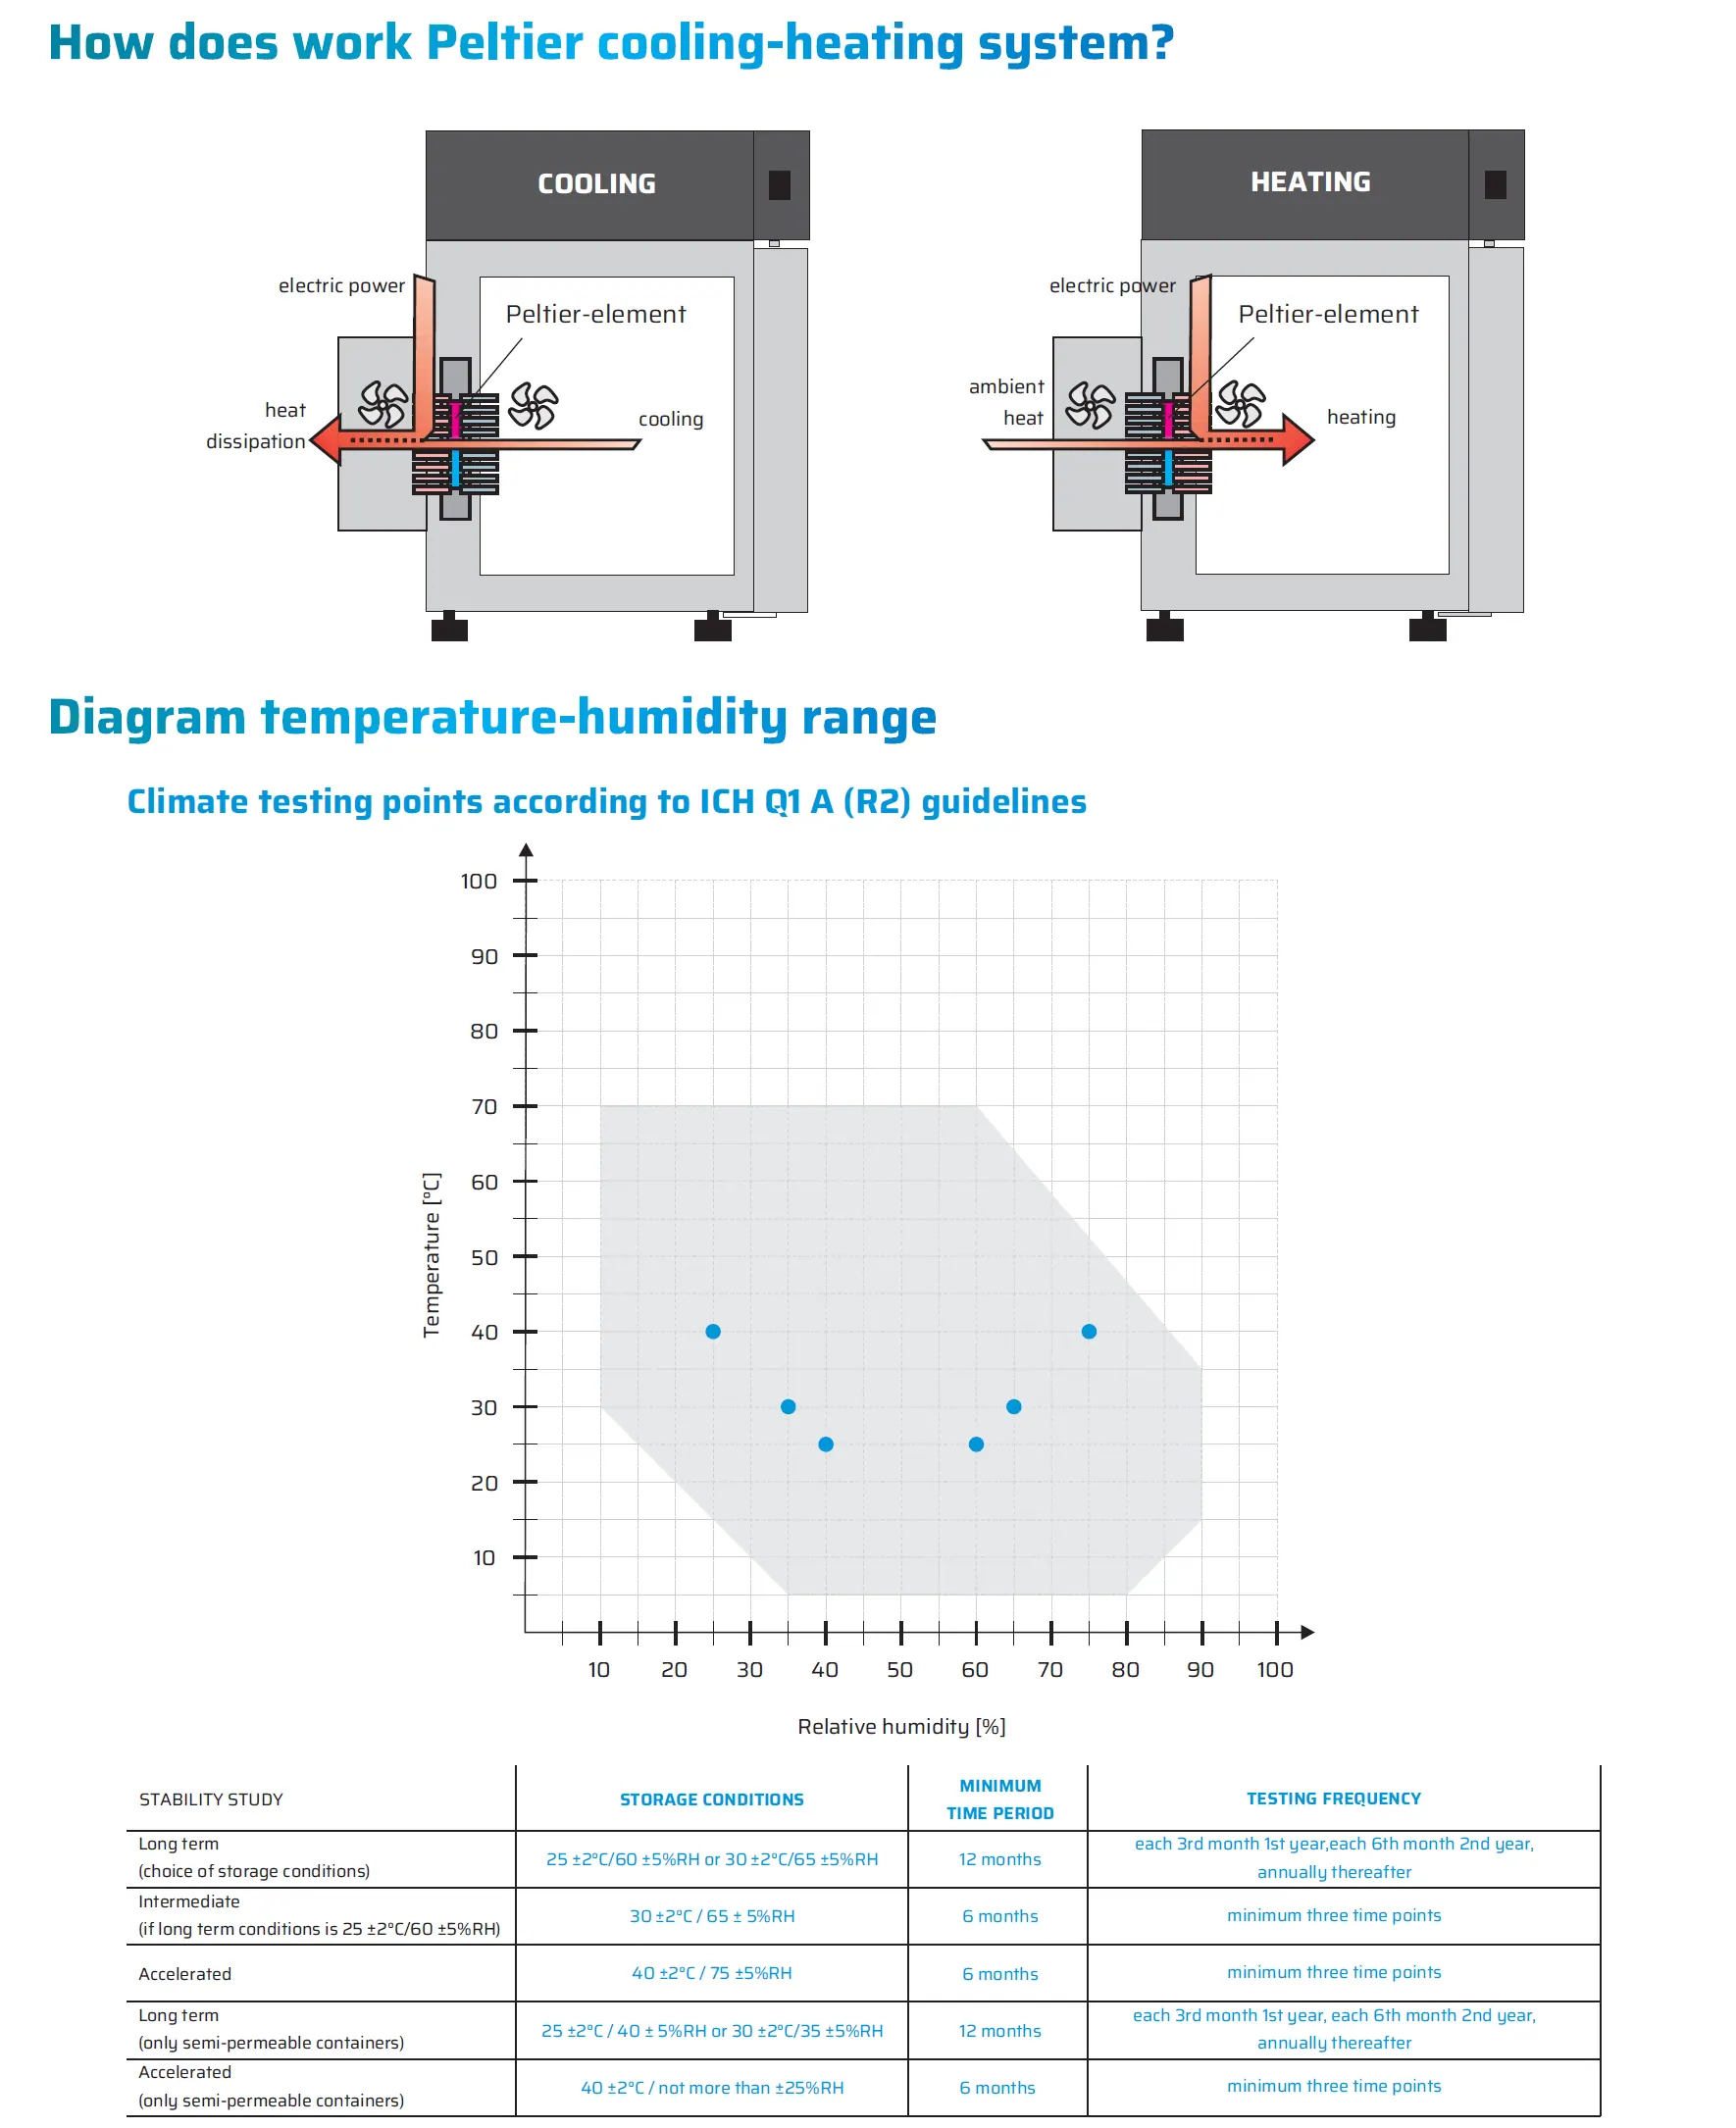 How does work Peltier cooling-heating system?
COOLING
electric power
Peltier-element
heat
dissipation
cooling
HEATING
electric power
Peltier-element
ambient
heat
heating
Diagram temperature-humidity range
Climate testing points according to ICH Q1 A (R2) guidelines
100
90
80
70
60
50
40
30
20
10
Temperature [°C]
10 20 30 40 50 60 70 80 90 100
Relative humidity [%]
STABILITY STUDY
STORAGE CONDITIONS
MINIMUM
TIME PERIOD
TESTING FREQUENCY
Long term
(choice of storage conditions)
25 ±2°C/60 ±5%RH or 30 ±2°C/65 ±5%RH
12 months
each 3rd month 1st year,each 6th month 2nd year,
annually thereafter
Intermediate
(if long term conditions is 25 ±2°C/60 ±5%RH)
30 ±2°C / 65 ± 5%RH
6 months
minimum three time points
Accelerated
40 ±2°C / 75 ±5%RH
6 months
minimum three time points
Long term
(only semi-permeable containers)
25 ±2°C / 40 ± 5%RH or 30 ±2°C/35 ±5%RH
12 months
each 3rd month 1st year, each 6th month 2nd year,
annually thereafter
Accelerated
(only semi-permeable containers)
40 ±2°C / not more than ±25%RH
6 months
minimum three time points